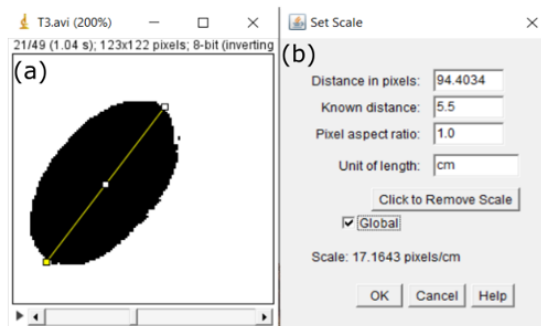 T3.avi (200%)
21/49 (1.04 s); 123x122 pixels; 8-bit (inverting
(a)
Set Scale
(b)
Distance in pixels: 94.4034
Known distance: 5.5
Pixel aspect ratio: 1.0
Unit of length: cm
Click to Remove Scale
Global
Scale: 17.1643 pixels/cm
OK Cancel Help